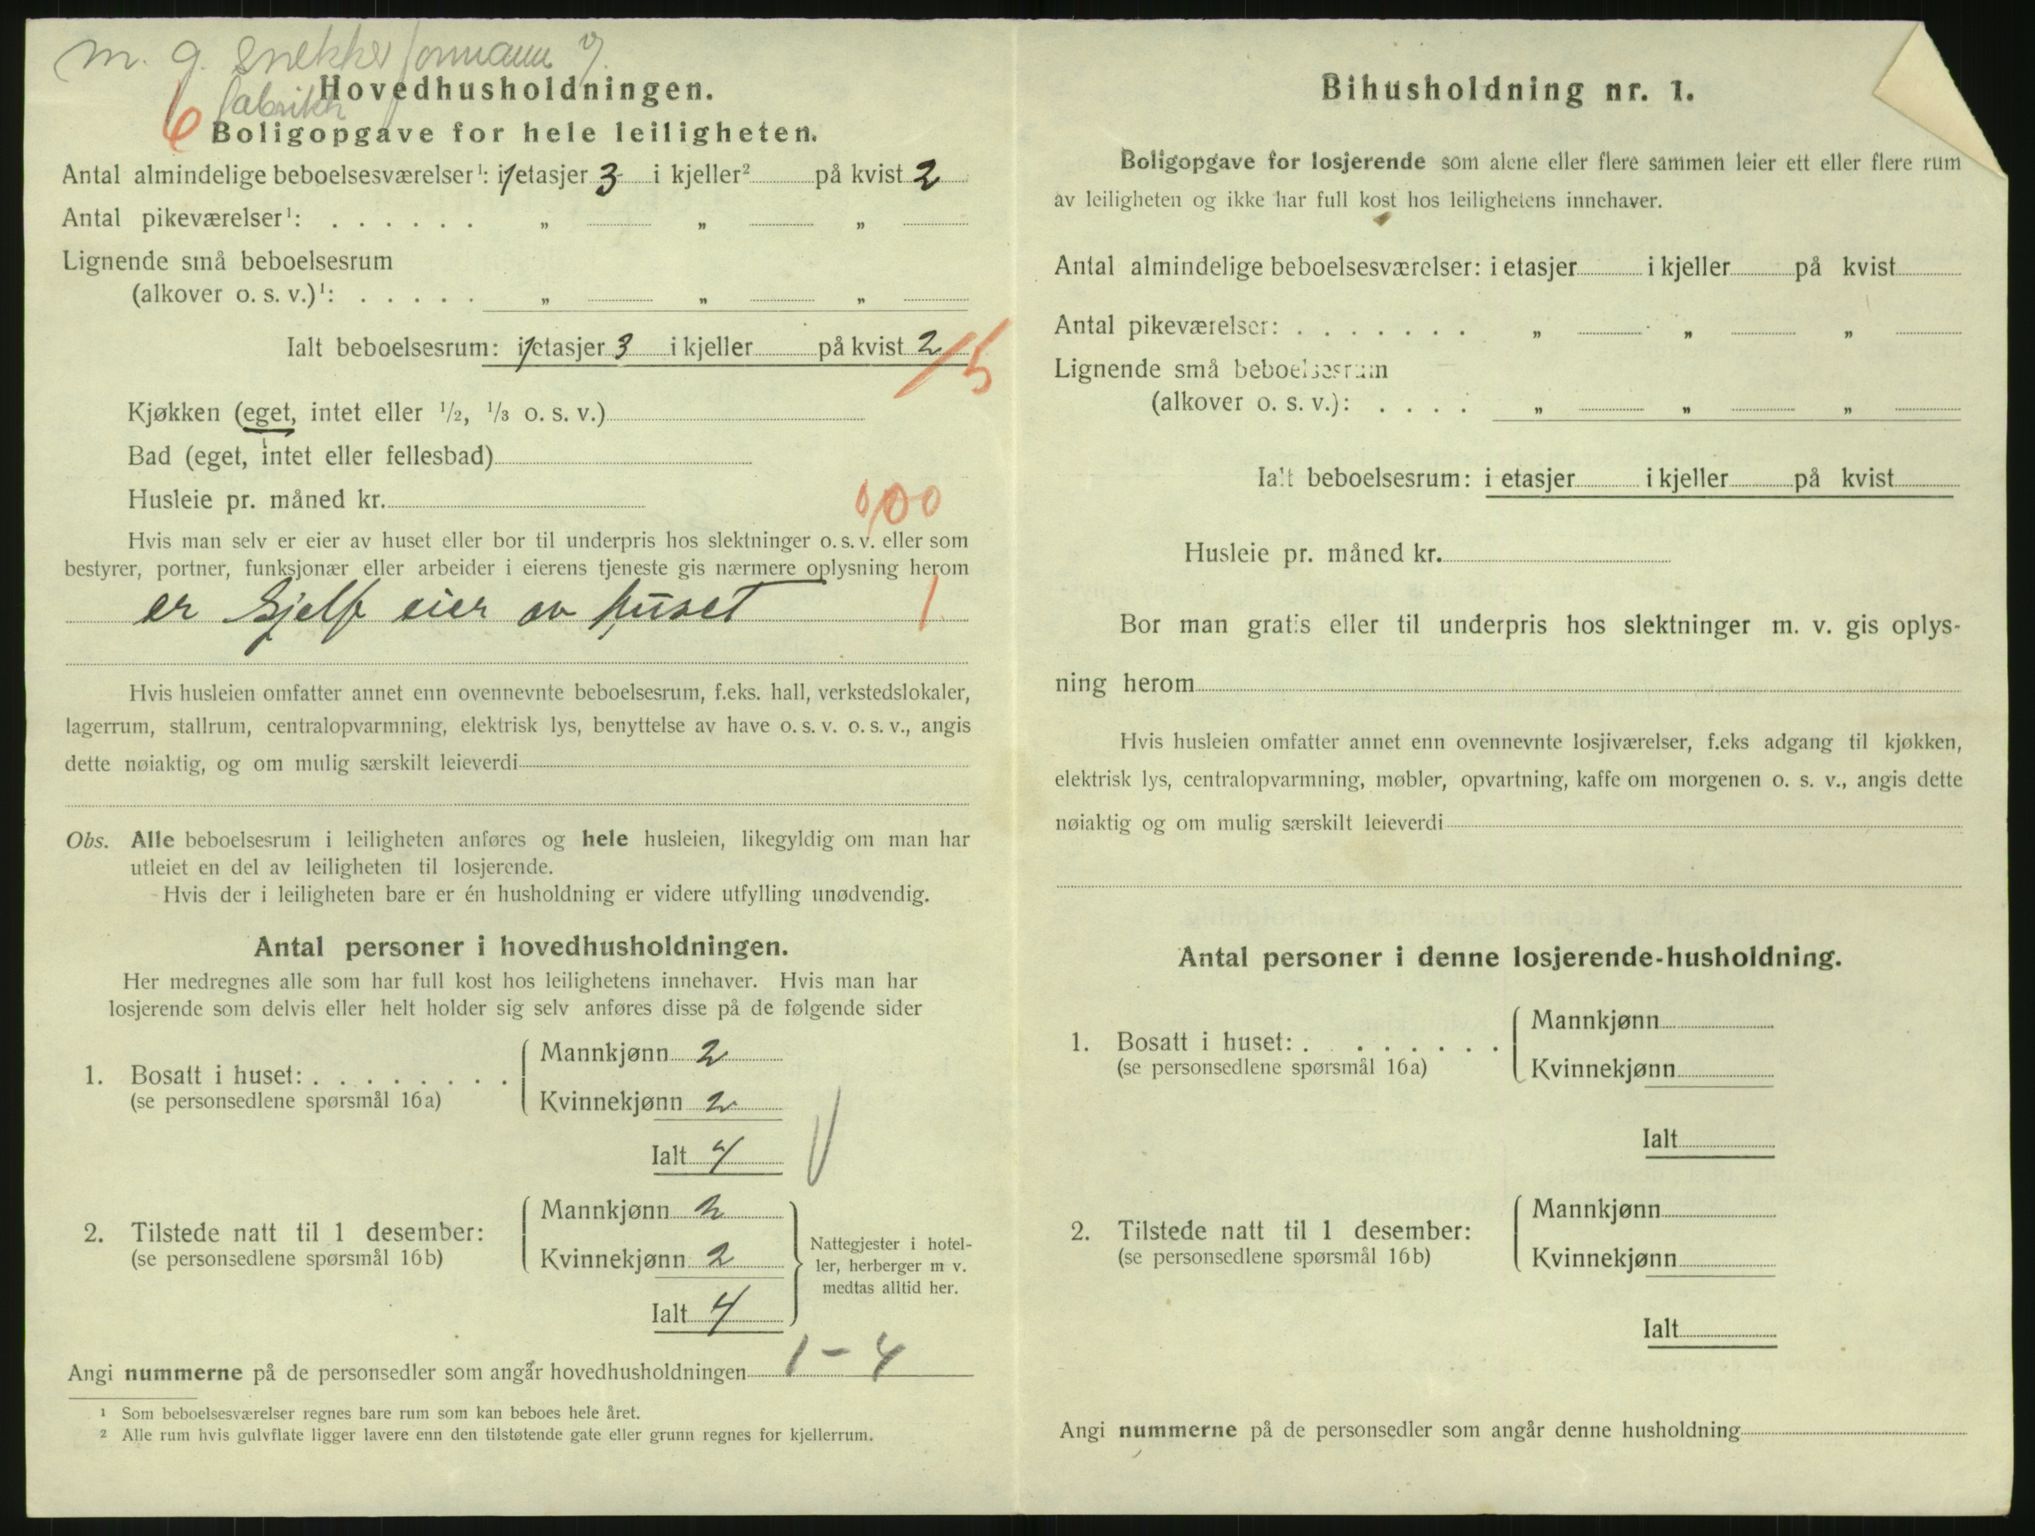 m. g. snekkerformann v/
fabrikk
6
Hovedhusholdningen.
Boligopgave for hele leiligheten.
Antal almindelige beboelsesværelser¹: i 1 etasjer 3 i kjeller² på kvist 2
Antal pikeværelser¹: . . . . . . „ „ „
Lignende små beboelsesrum
(alkover o. s. v.)¹: . . . . . „ „ „
Ialt beboelsesrum: i 1 etasjer 3 i kjeller på kvist 2 /5
Kjøkken (eget, intet eller 1/2, 1/3 o. s. v.)
Bad (eget, intet eller fellesbad)
Husleie pr. måned kr. 000
Hvis man selv er eier av huset eller bor til underpris hos slektninger o. s. v. eller som
bestyrer, portner, funksjonær eller arbeider i eierens tjeneste gis nærmere oplysning herom
er sjelf eier av huset 1
Hvis husleien omfatter annet enn ovennevnte beboelsesrum, f.eks. hall, verkstedslokaler,
lagerrum, stallrum, centralopvarmning, elektrisk lys, benyttelse av have o. s. v. o. s. v., angis
dette nøiaktig, og om mulig særskilt leieverdi
Obs. Alle beboelsesrum i leiligheten anføres og hele husleien, likegyldig om man har
utleiet en del av leiligheten til losjerende.
Hvis der i leiligheten bare er én husholdning er videre utfylling unødvendig.
Antal personer i hovedhusholdningen.
Her medregnes alle som har full kost hos leilighetens innehaver. Hvis man har
losjerende som delvis eller helt holder sig selv anføres disse på de følgende sider
Mannkjønn 2
1. Bosatt i huset: . . . . . . . .
(se personsedlene spørsmål 16a)
Kvinnekjønn 2
Ialt 4
Mannkjønn 2
2. Tilstede natt til 1 desember:
(se personsedlene spørsmål 16b)
Kvinnekjønn 2
Ialt 4
Nattegjester i hotel-
ler, herberger m v.
medtas alltid her.
Angi nummerne på de personsedler som angår hovedhusholdningen 1 - 4
¹ Som beboelsesværelser regnes bare rum som kan beboes hele året.
² Alle rum hvis gulvflate ligger lavere enn den tilstøtende gate eller grunn regnes for kjellerrum.
Bihusholdning nr. 1.
Boligopgave for losjerende som alene eller flere sammen leier ett eller flere rum
av leiligheten og ikke har full kost hos leilighetens innehaver.
Antal almindelige beboelsesværelser: i etasjer i kjeller på kvist
Antal pikeværelser: . . . . . . . „ „ „
Lignende små beboelsesrum
(alkover o. s. v.): . . . . „ „ „
Ialt beboelsesrum: i etasjer i kjeller på kvist
Husleie pr. måned kr.
Bor man gratis eller til underpris hos slektninger m. v. gis oplys-
ning herom
Hvis husleien omfatter annet enn ovennevnte losjiværelser, f.eks adgang til kjøkken,
elektrisk lys, centralopvarmning, møbler, opvartning, kaffe om morgenen o. s. v., angis dette
nøiaktig og om mulig særskilt leieverdi
Antal personer i denne losjerende-husholdning.
Mannkjønn
1. Bosatt i huset: . . . . . . .
(se personsedlene spørsmål 16a)
Kvinnekjønn
Ialt
Mannkjønn
2. Tilstede natt til 1 desember:
(se personsedlene spørsmål 16b)
Kvinnekjønn
Ialt
Angi nummerne på de personsedler som angår denne husholdning